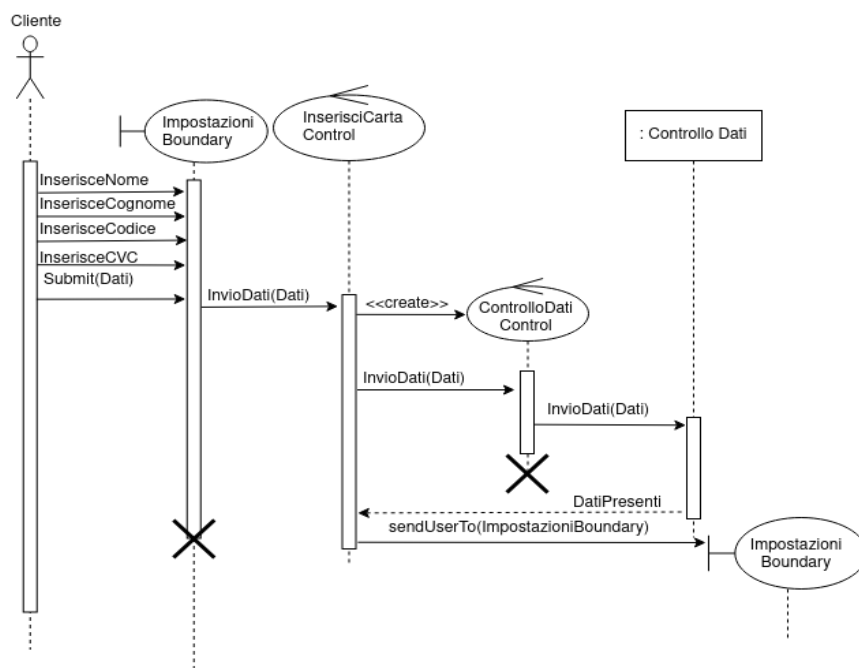 Cliente
Impostazioni
Boundary
InserisciCarta
Control
: Controllo Dati
InserisceNome
InserisceCognome
InserisceCodice
InserisceCVC
Submit(Dati)
InvioDati(Dati)
<<create>>
ControlloDati
Control
InvioDati(Dati)
InvioDati(Dati)
DatiPresenti
sendUserTo(ImpostazioniBoundary)
Impostazioni
Boundary